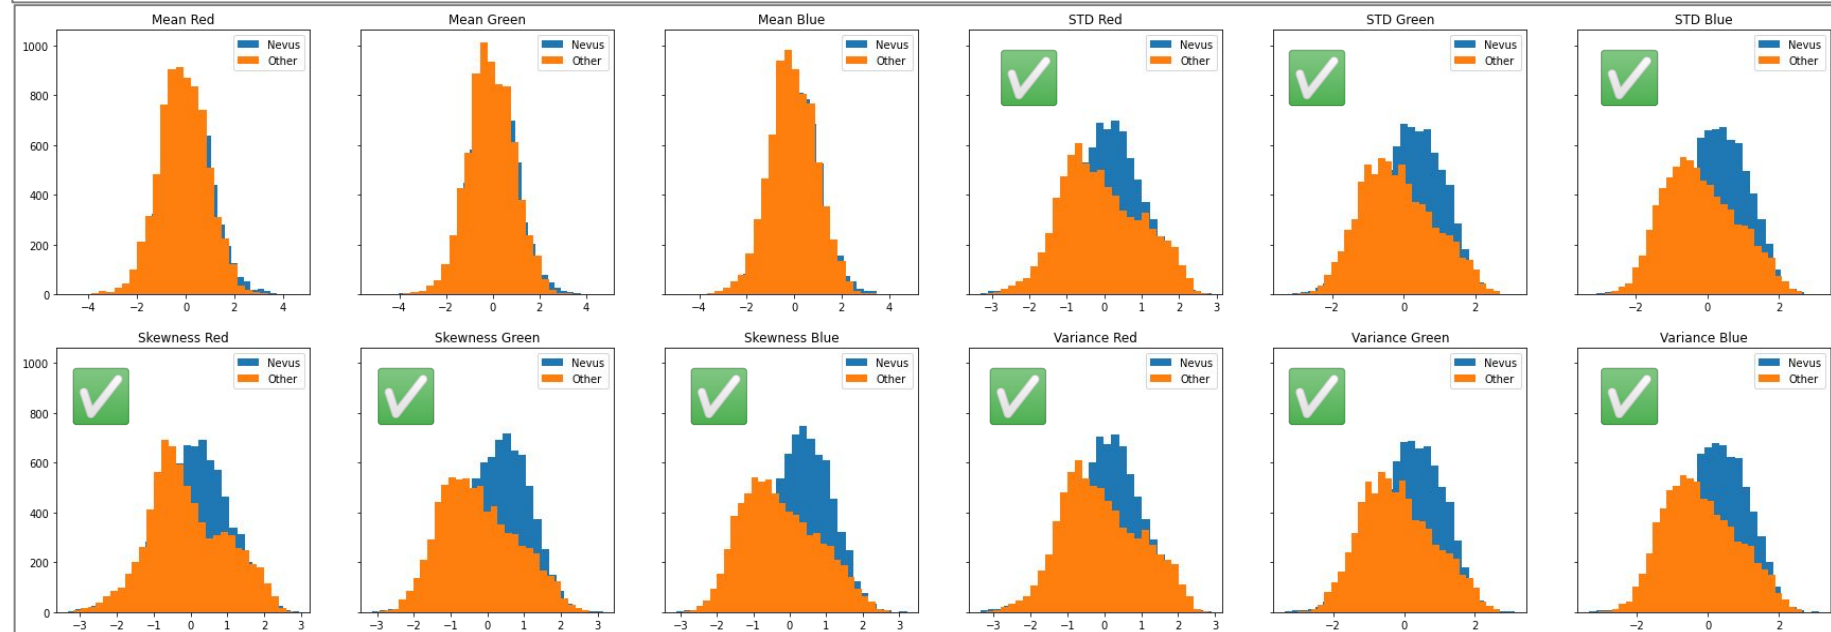 Mean Red Mean Green Mean Blue STD Red STD Green STD Blue
1000 Nevus Nevus Nevus Nevus Nevus Nevus
Other Other Other Other Other Other
800
600
400
200
0
−4 −2 0 2 4 −4 −2 0 2 4 −4 −2 0 2 4 −3 −2 −1 0 1 2 3 −2 0 2 −2 0 2
Skewness Red Skewness Green Skewness Blue Variance Red Variance Green Variance Blue
1000 Nevus Nevus Nevus Nevus Nevus Nevus
Other Other Other Other Other Other
800
600
400
200
0
−3 −2 −1 0 1 2 3 −3 −2 −1 0 1 2 3 −3 −2 −1 0 1 2 3 −3 −2 −1 0 1 2 3 −2 0 2 −2 0 2